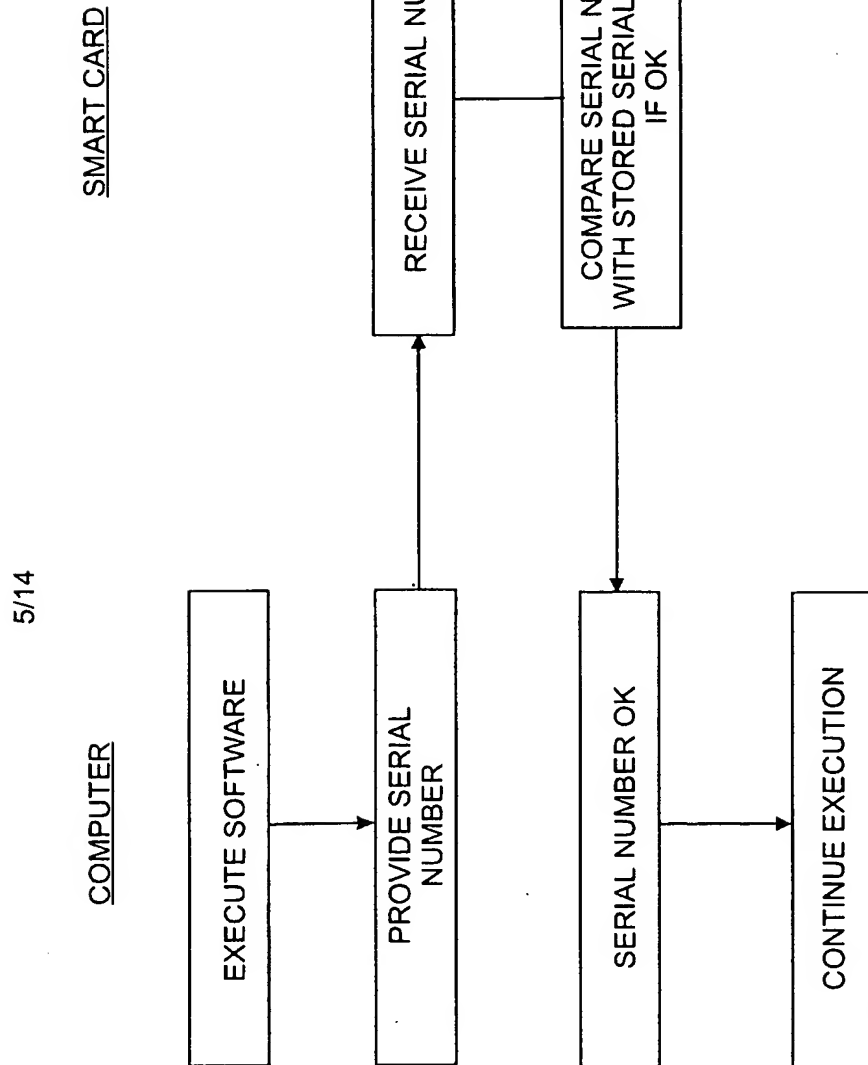 5/14
COMPUTER
SMART CARD
EXECUTE SOFTWARE
PROVIDE SERIAL
NUMBER
RECEIVE SERIAL NU
COMPARE SERIAL N
WITH STORED SERIAL
IF OK
SERIAL NUMBER OK
CONTINUE EXECUTION